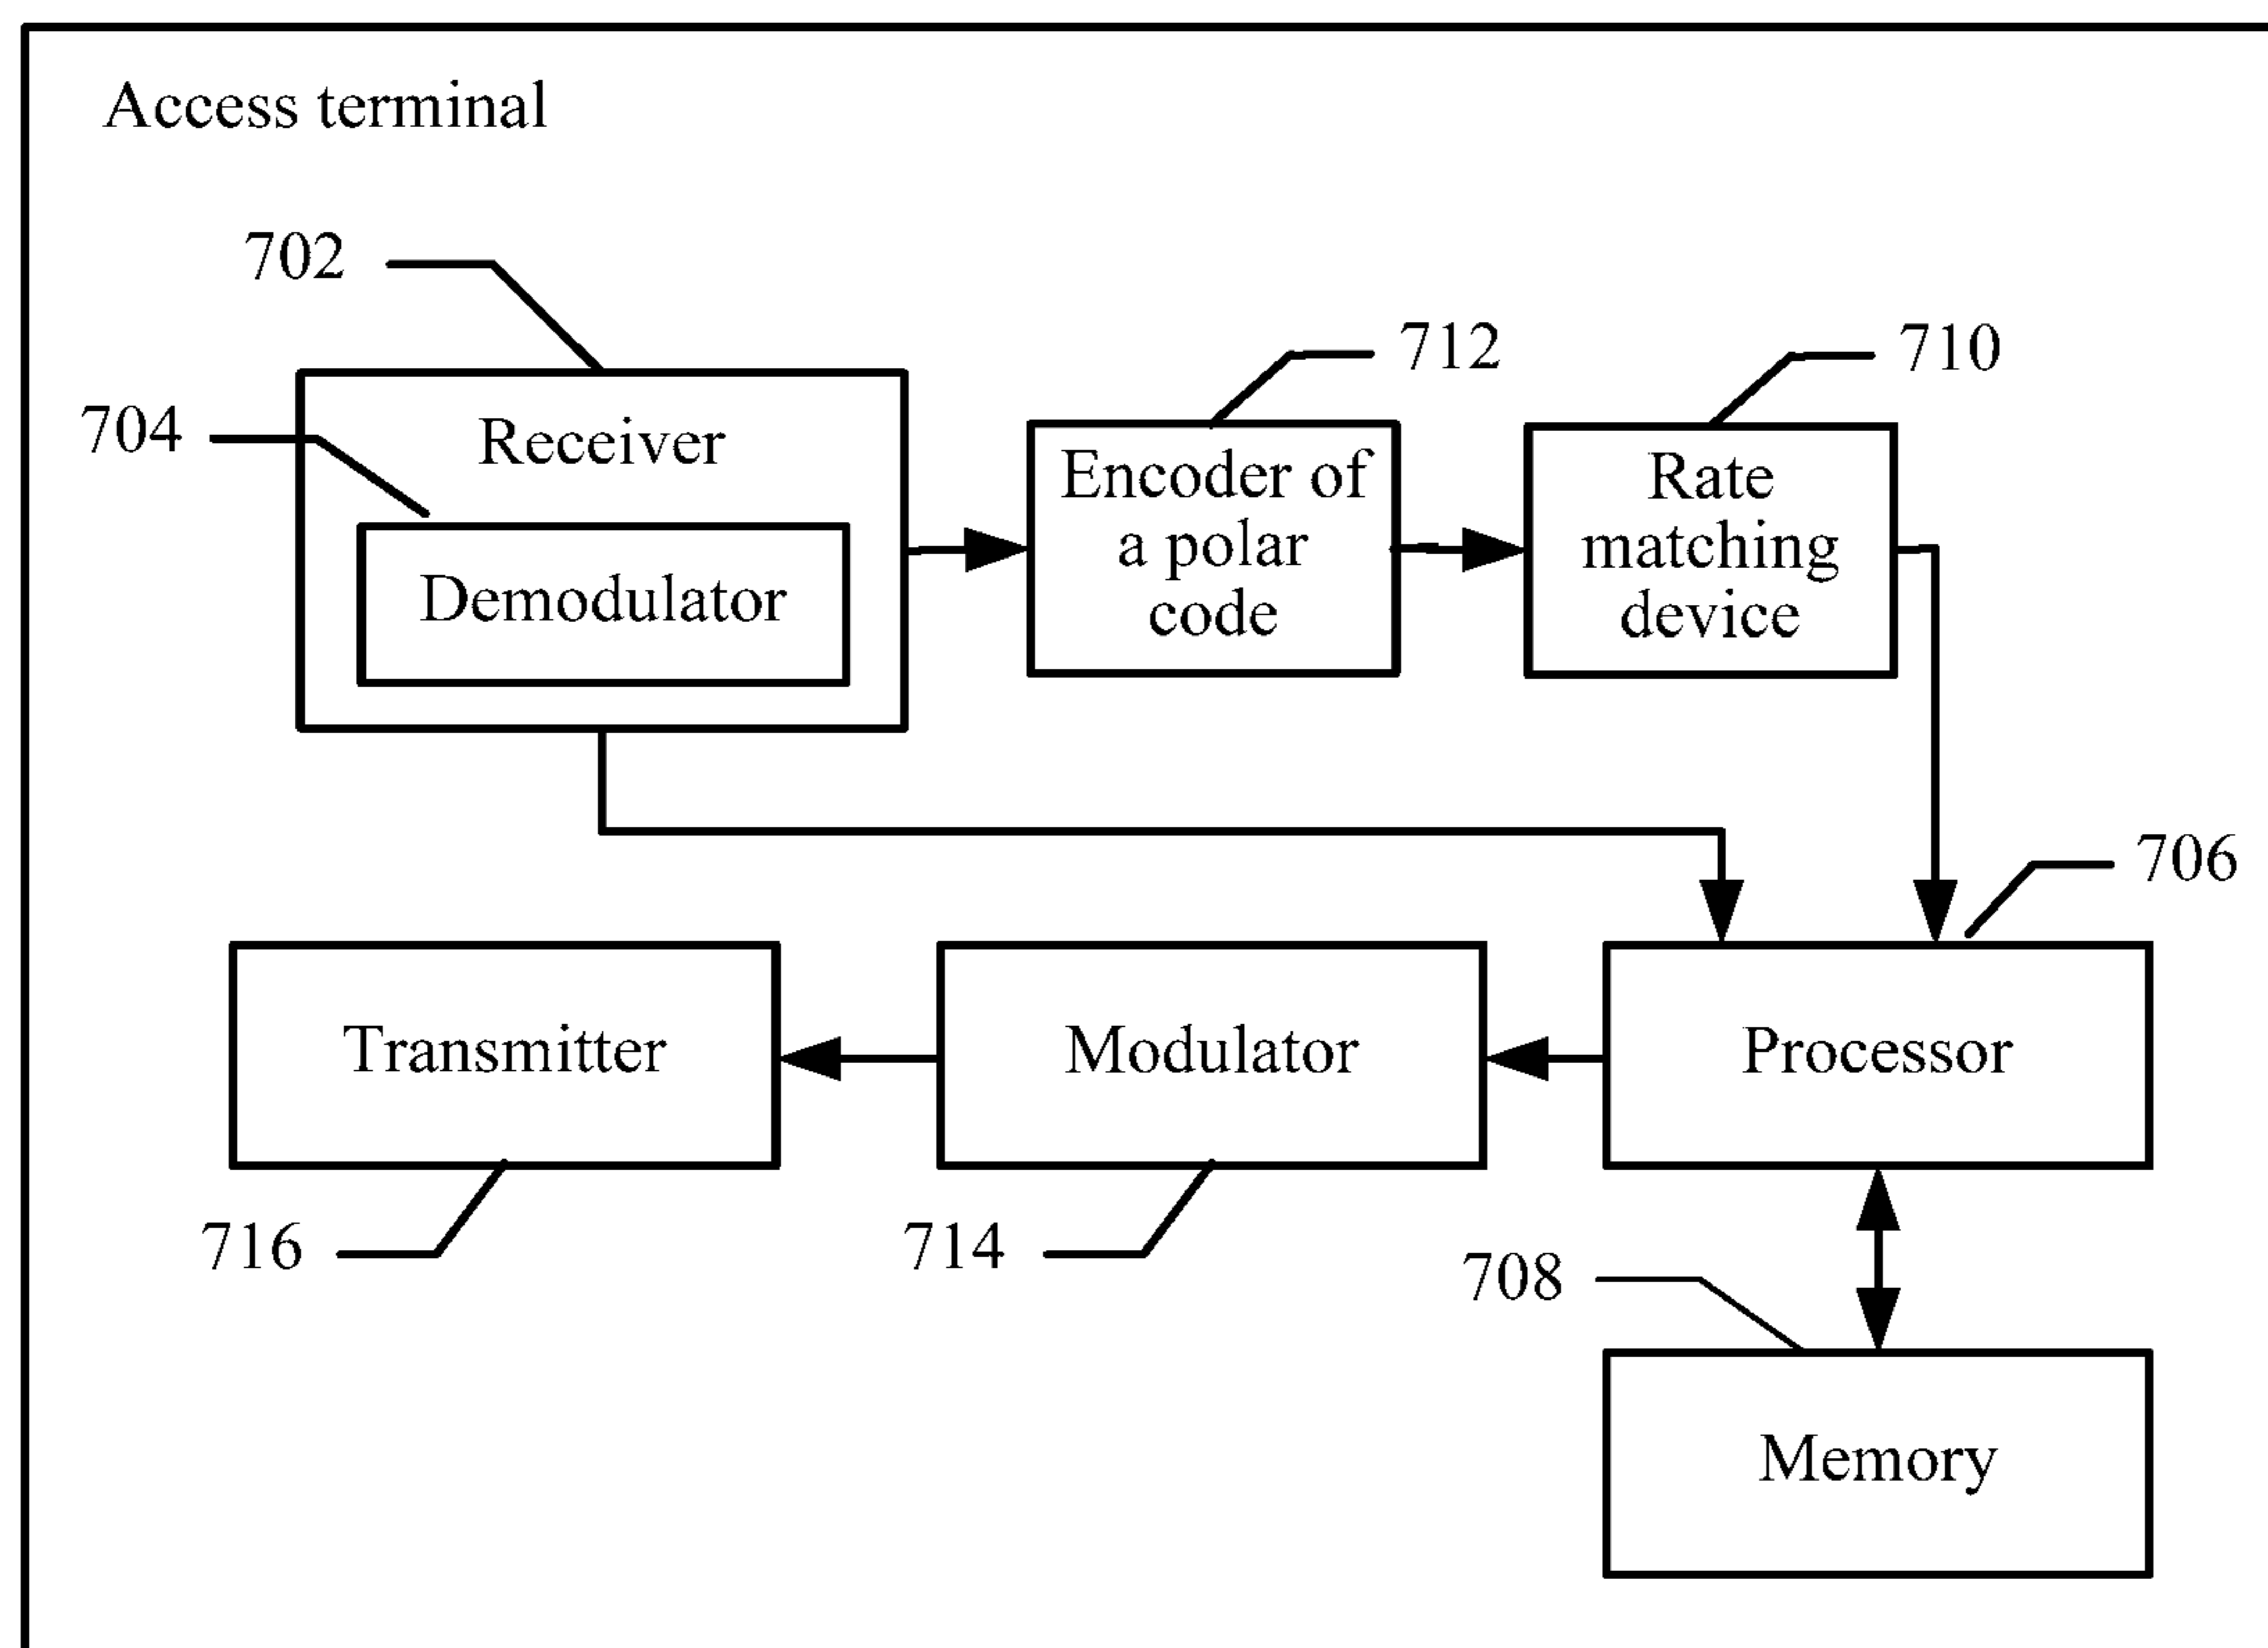 Access terminal
702
712
710
704
Receiver
Encoder of
a polar
code
Rate
matching
device
Demodulator
706
Transmitter
Modulator
Processor
716
714
708
Memory